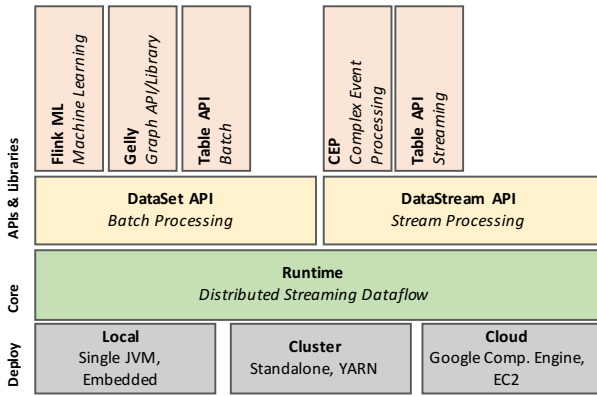 APIs & Libraries
Flink ML
Machine Learning
Gelly
Graph API/Library
Table API
Batch
CEP
Complex Event
Processing
Table API
Streaming
DataSet API
Batch Processing
DataStream API
Stream Processing
Core
Runtime
Distributed Streaming Dataflow
Deploy
Local
Single JVM,
Embedded
Cluster
Standalone, YARN
Cloud
Google Comp. Engine,
EC2